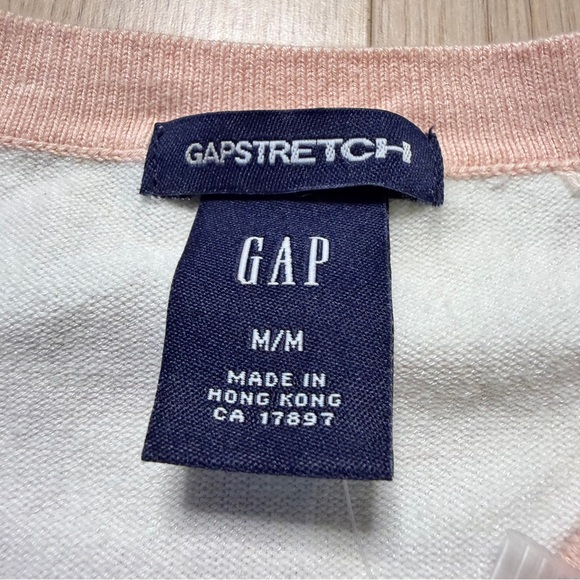 GAPSTRETCH
GAP
M/M
MADE IN
HONG KONG
CA 17897